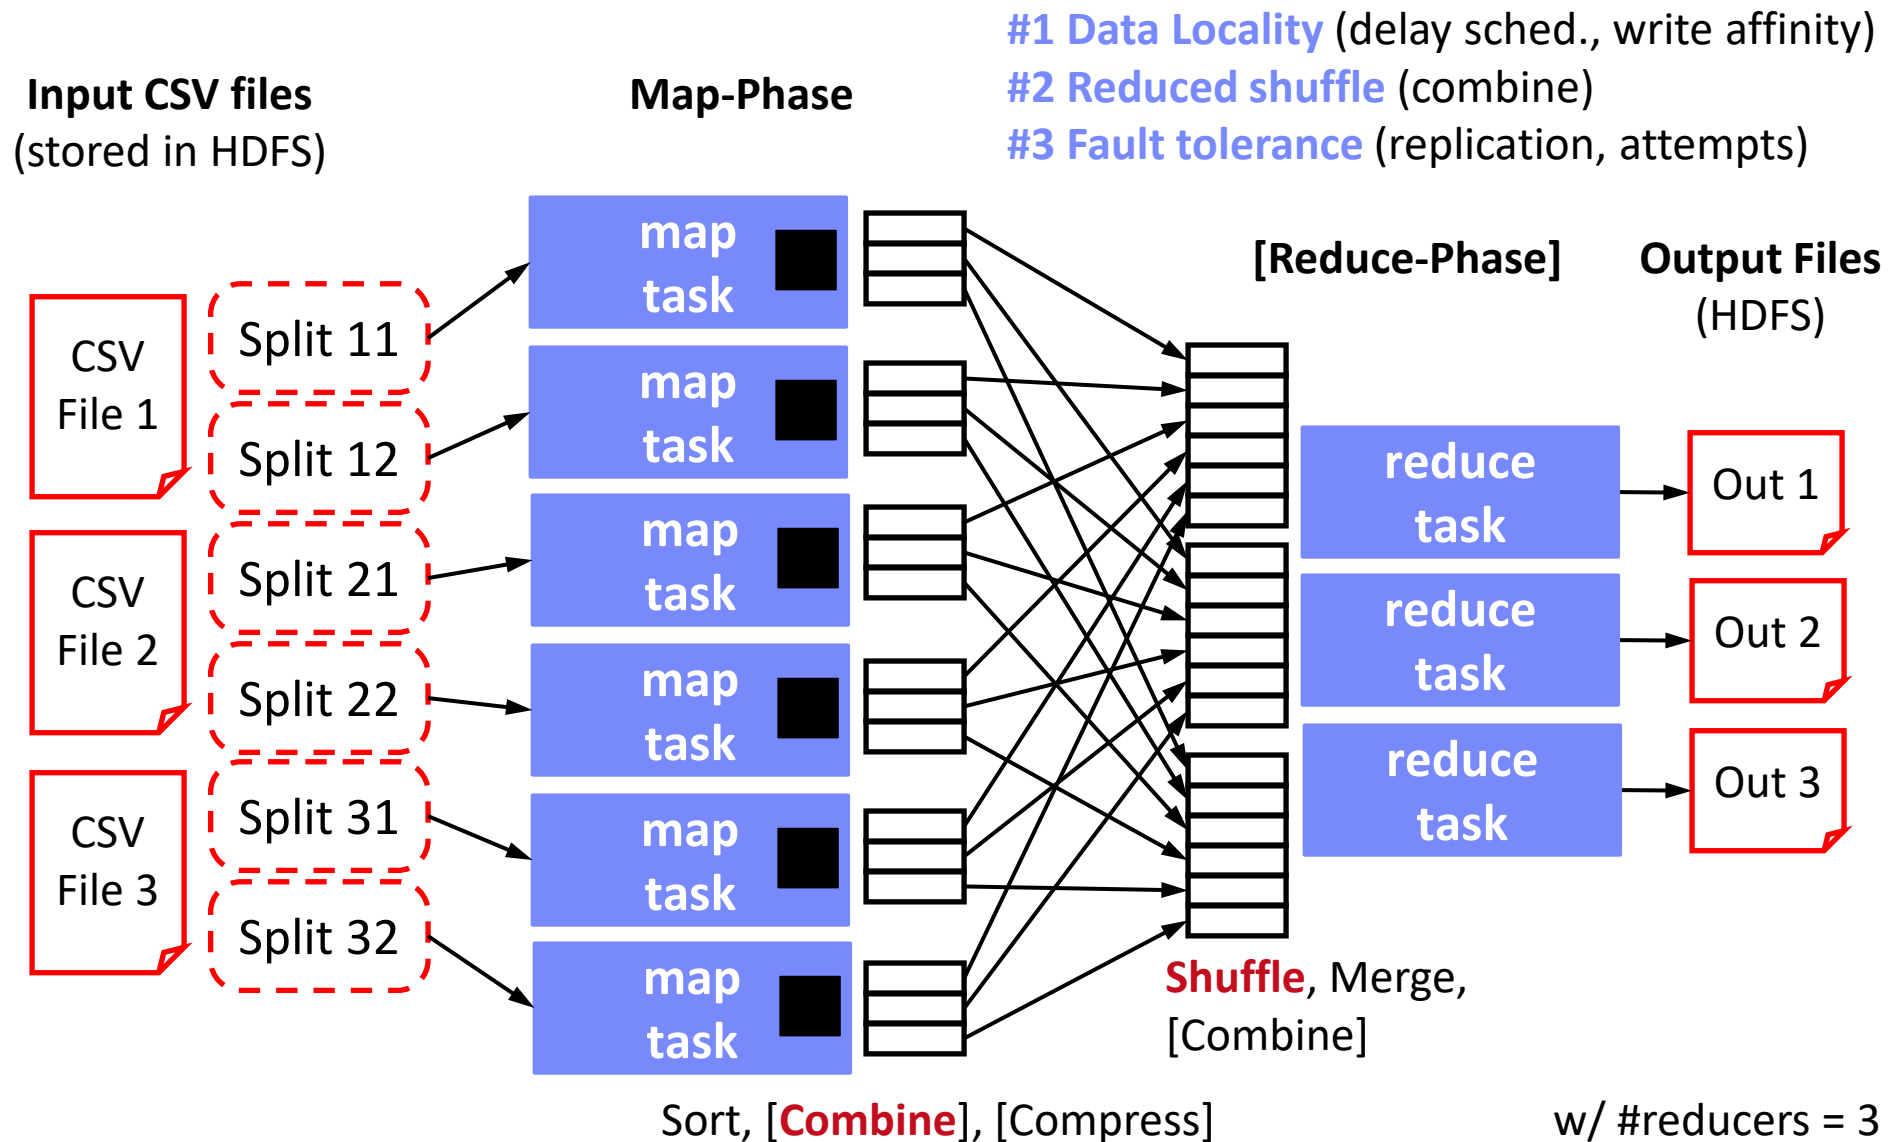 #1 Data Locality (delay sched., write affinity)
#2 Reduced shuffle (combine)
#3 Fault tolerance (replication, attempts)
Input CSV files
(stored in HDFS)
Map-Phase
[Reduce-Phase]
Output Files
(HDFS)
CSV
File 1
CSV
File 2
CSV
File 3
Split 11
Split 12
Split 21
Split 22
Split 31
Split 32
map
task
map
task
map
task
map
task
map
task
map
task
reduce
task
reduce
task
reduce
task
Out 1
Out 2
Out 3
Shuffle, Merge,
[Combine]
Sort, [Combine], [Compress]
w/ #reducers = 3